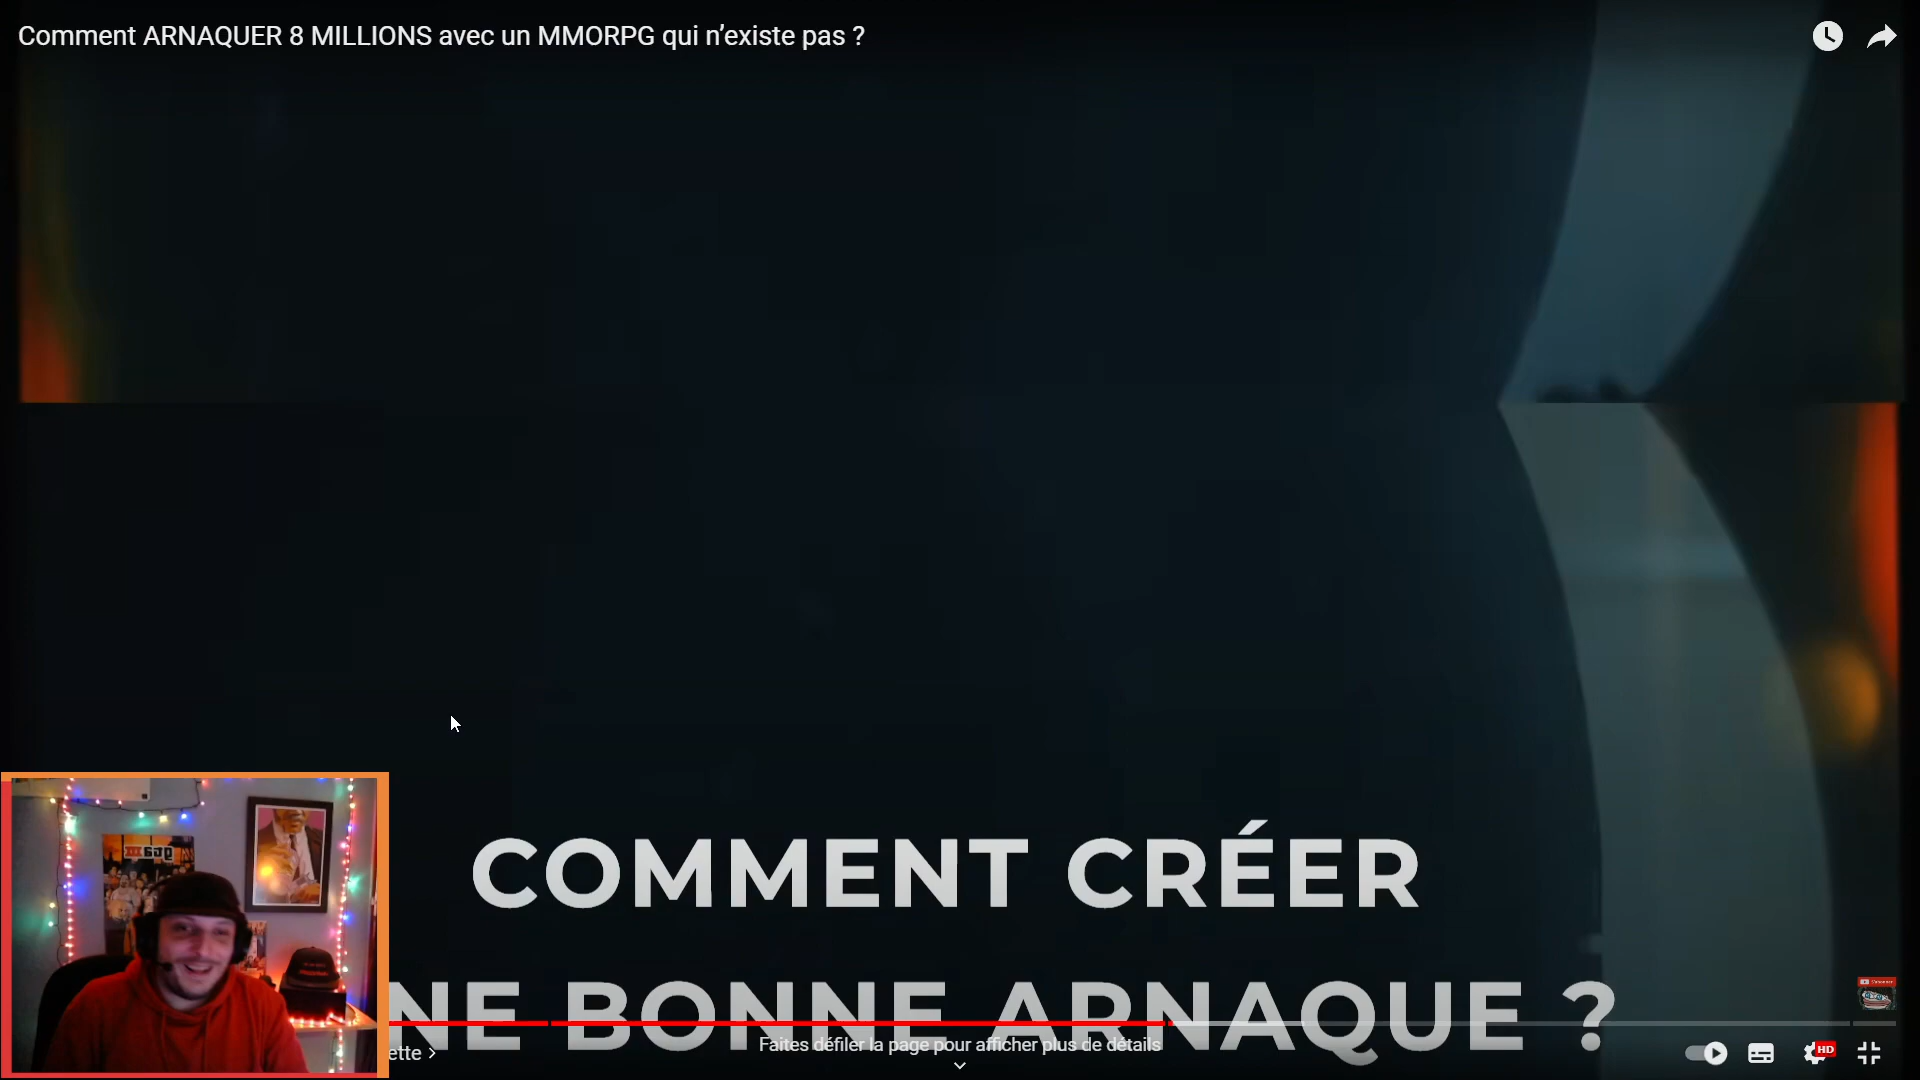 Comment ARNAQUER 8 MILLIONS avec un MMORPG qui n’existe pas ?
COMMENT CRÉER
NE BONNE ARNAQUE ?
ette
Faites défiler la page pour afficher plus de détails
HD